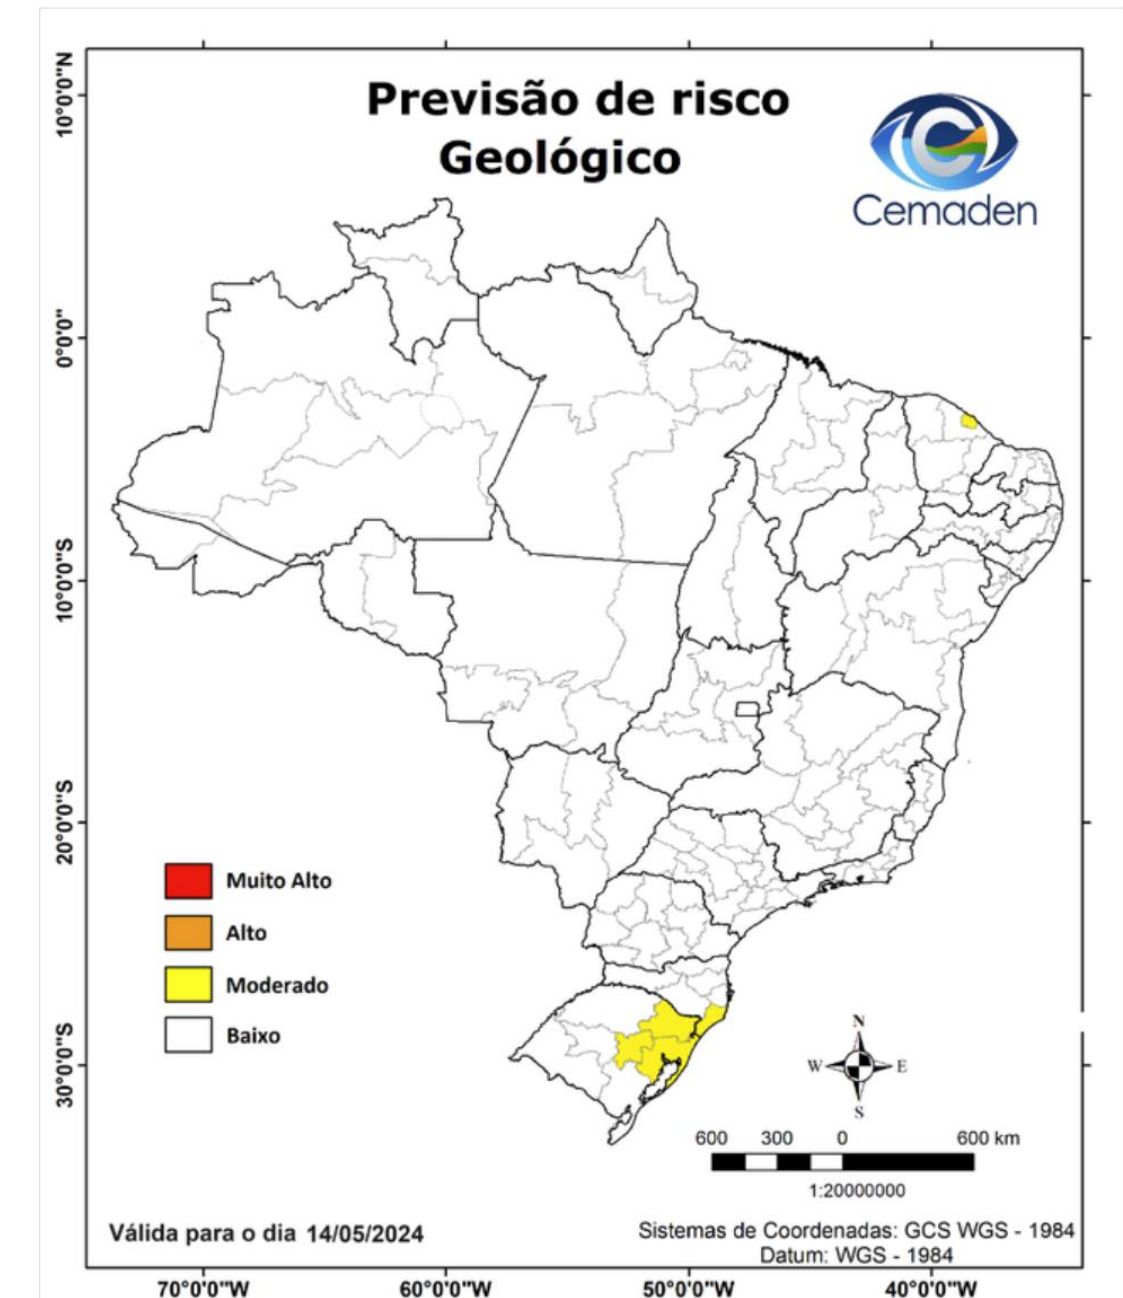 Previsão de risco
Geológico
Cemaden
10°0'0"N
0°0'0"
10°0'0"S
20°0'0"S
30°0'0"S
Muito Alto
Alto
Moderado
Baixo
N
W
E
S
600 300 0 600 km
1:20000000
Válida para o dia 14/05/2024
Sistemas de Coordenadas: GCS WGS - 1984
Datum: WGS - 1984
70°0'0"W 60°0'0"W 50°0'0"W 40°0'0"W